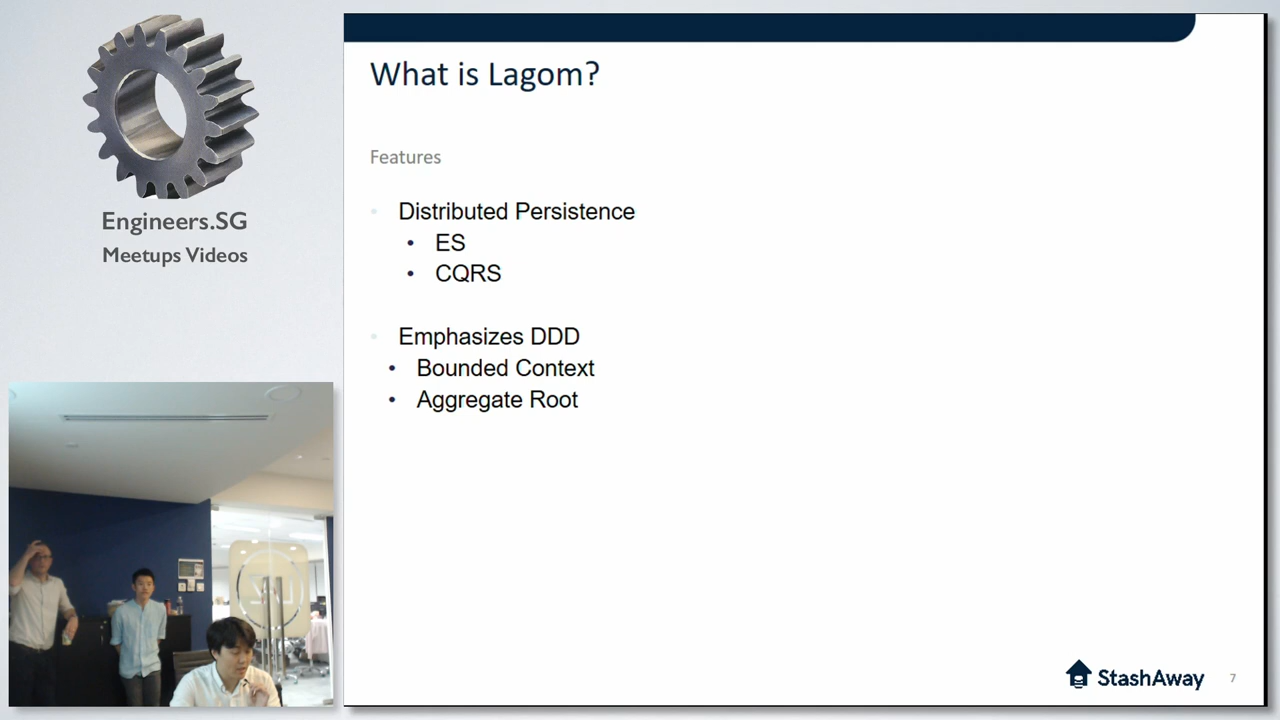 Engineers.SG
Meetups Videos
What is Lagom?
Features
• Distributed Persistence
• ES
• CQRS
• Emphasizes DDD
• Bounded Context
• Aggregate Root
StashAway
7